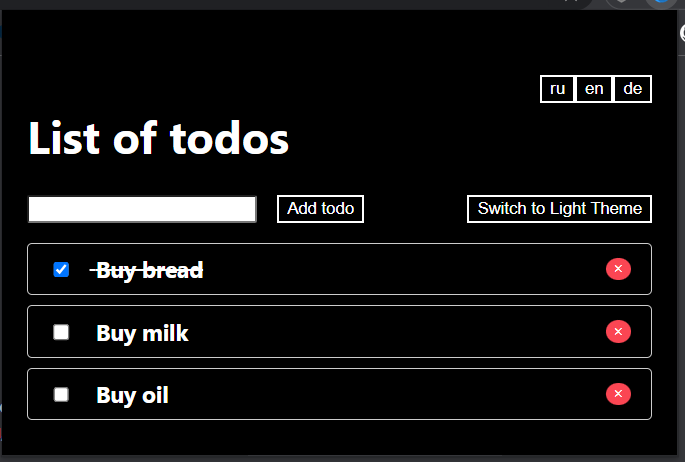 ru en de
List of todos
Add todo Switch to Light Theme
Buy bread
Buy milk
Buy oil